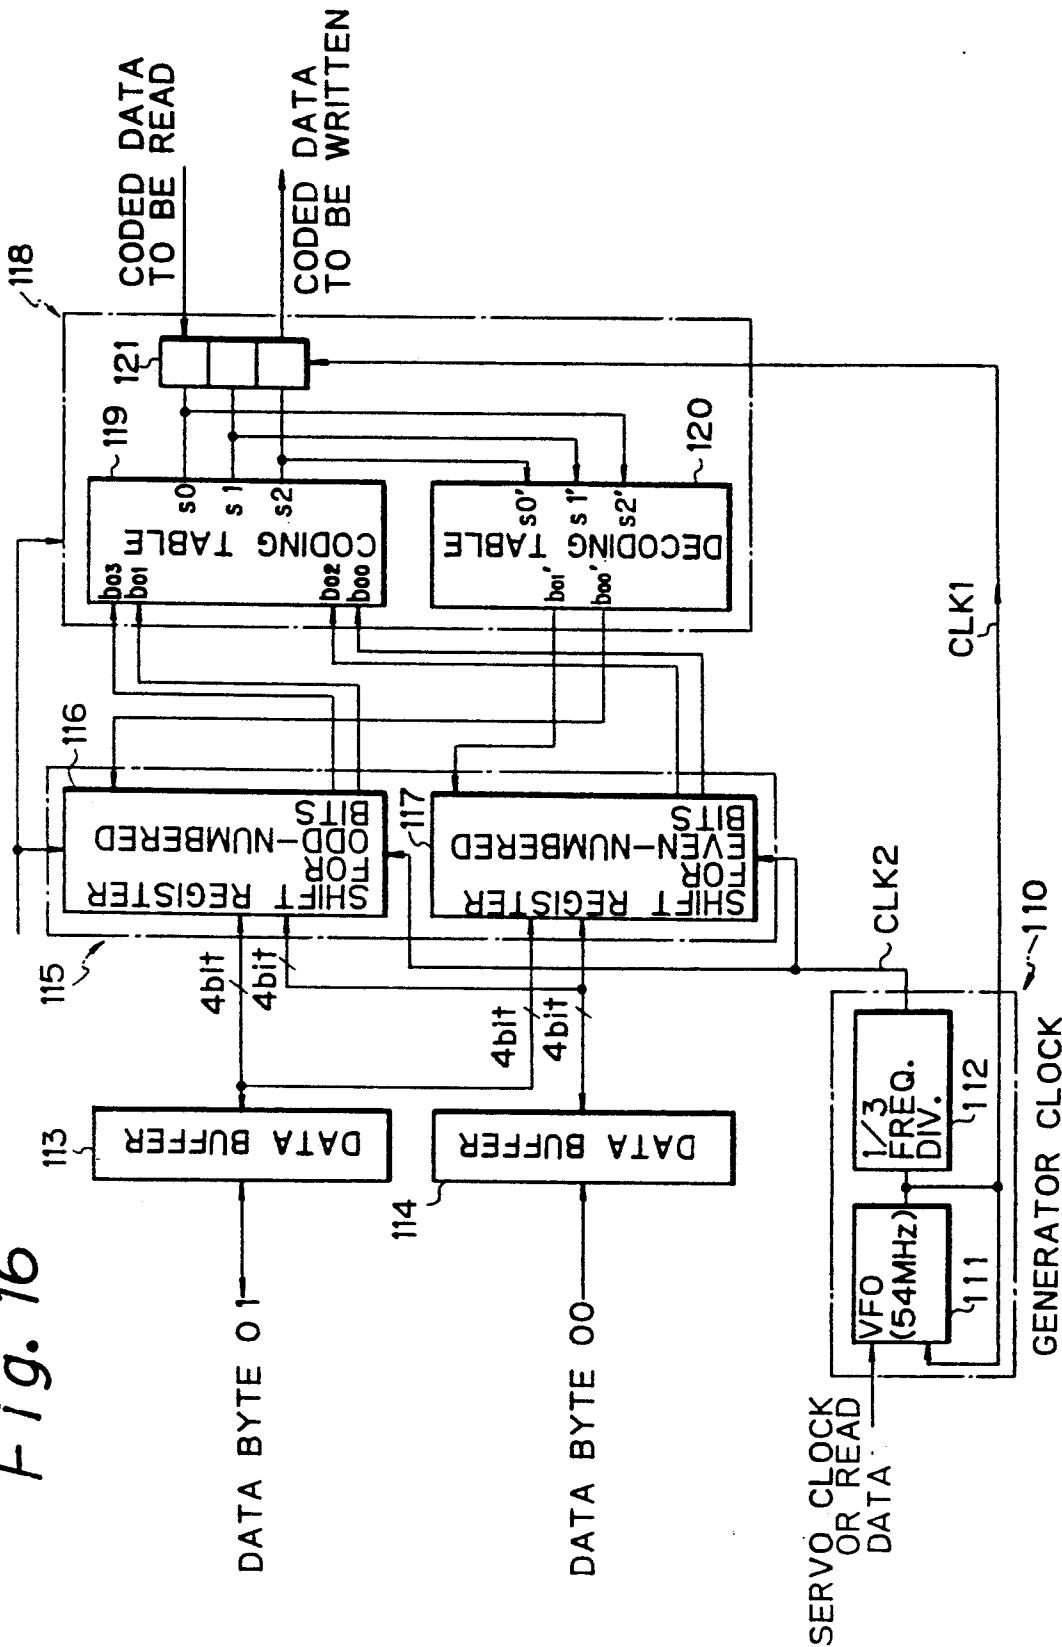 Fig. 16
118
CODED DATA
TO BE READ
CODED DATA
TO BE WRITTEN
121
119
CODING TABLE
b03
b01
b02
b00
s0
s1
s2
120
DECODING TABLE
b01'
b00'
s0'
s1'
s2'
115
116
SHIFT REGISTER
FOR
ODD-NUMBERED
BITS
117
SHIFT REGISTER
FOR
EVEN-NUMBERED
BITS
4bit
4bit
4bit
4bit
113
DATA BUFFER
114
DATA BUFFER
DATA BYTE 01
DATA BYTE 00
CLK1
CLK2
110
VFO
(54MHz)
111
1/3
FREQ.
DIV.
112
GENERATOR CLOCK
SERVO CLOCK
OR READ
DATA